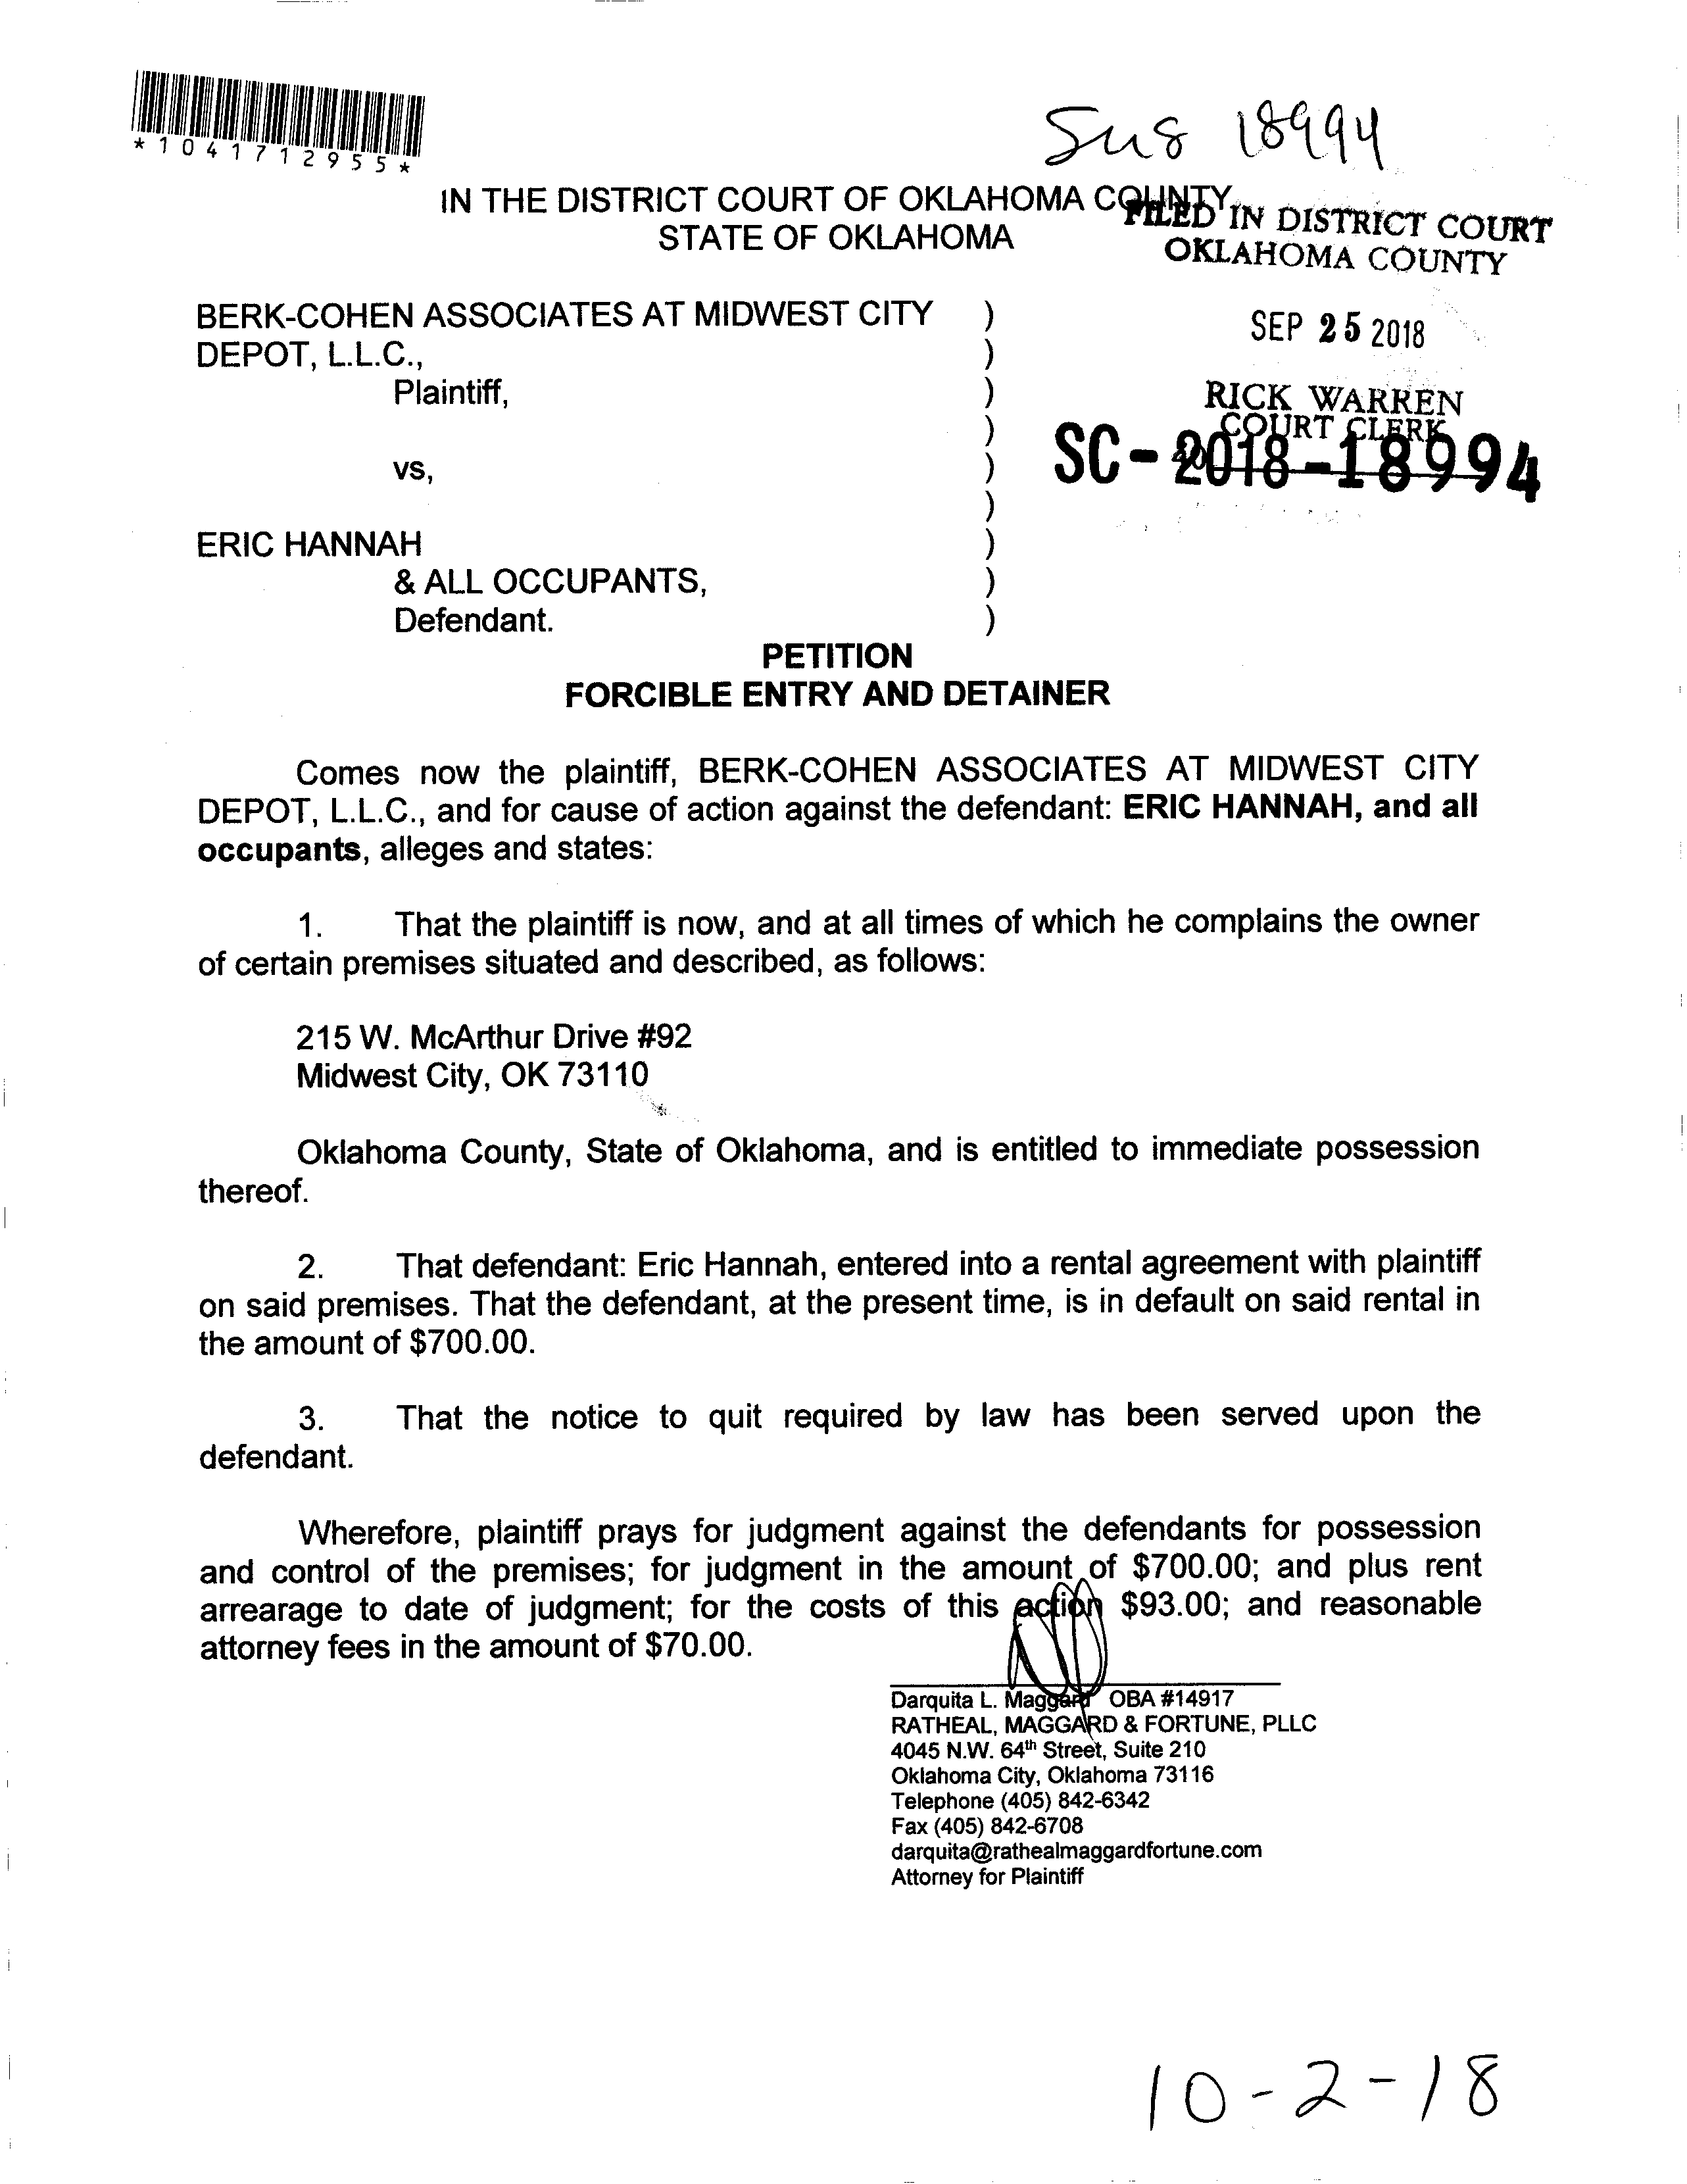 *1041712955*
18994
IN THE DISTRICT COURT OF OKLAHOMA COUNTY
STATE OF OKLAHOMA
FILED IN DISTRICT COURT
OKLAHOMA COUNTY
SEP 25 2018
RICK WARREN
COURT CLERK
SC-2018-18994
BERK-COHEN ASSOCIATES AT MIDWEST CITY )
DEPOT, L.L.C., )
Plaintiff, )
)
vs, )
)
ERIC HANNAH )
& ALL OCCUPANTS, )
Defendant. )
PETITION
FORCIBLE ENTRY AND DETAINER
Comes now the plaintiff, BERK-COHEN ASSOCIATES AT MIDWEST CITY
DEPOT, L.L.C., and for cause of action against the defendant: ERIC HANNAH, and all
occupants, alleges and states:
1. That the plaintiff is now, and at all times of which he complains the owner
of certain premises situated and described, as follows:
215 W. McArthur Drive #92
Midwest City, OK 73110
Oklahoma County, State of Oklahoma, and is entitled to immediate possession
thereof.
2. That defendant: Eric Hannah, entered into a rental agreement with plaintiff
on said premises. That the defendant, at the present time, is in default on said rental in
the amount of $700.00.
3. That the notice to quit required by law has been served upon the
defendant.
Wherefore, plaintiff prays for judgment against the defendants for possession
and control of the premises; for judgment in the amount of $700.00; and plus rent
arrearage to date of judgment; for the costs of this action $93.00; and reasonable
attorney fees in the amount of $70.00.
Darquita L. Maggard OBA #14917
RATHEAL, MAGGARD & FORTUNE, PLLC
4045 N.W. 64th Street, Suite 210
Oklahoma City, Oklahoma 73116
Telephone (405) 842-6342
Fax (405) 842-6708
darquita@rathealmaggardfortune.com
Attorney for Plaintiff
10-2-18